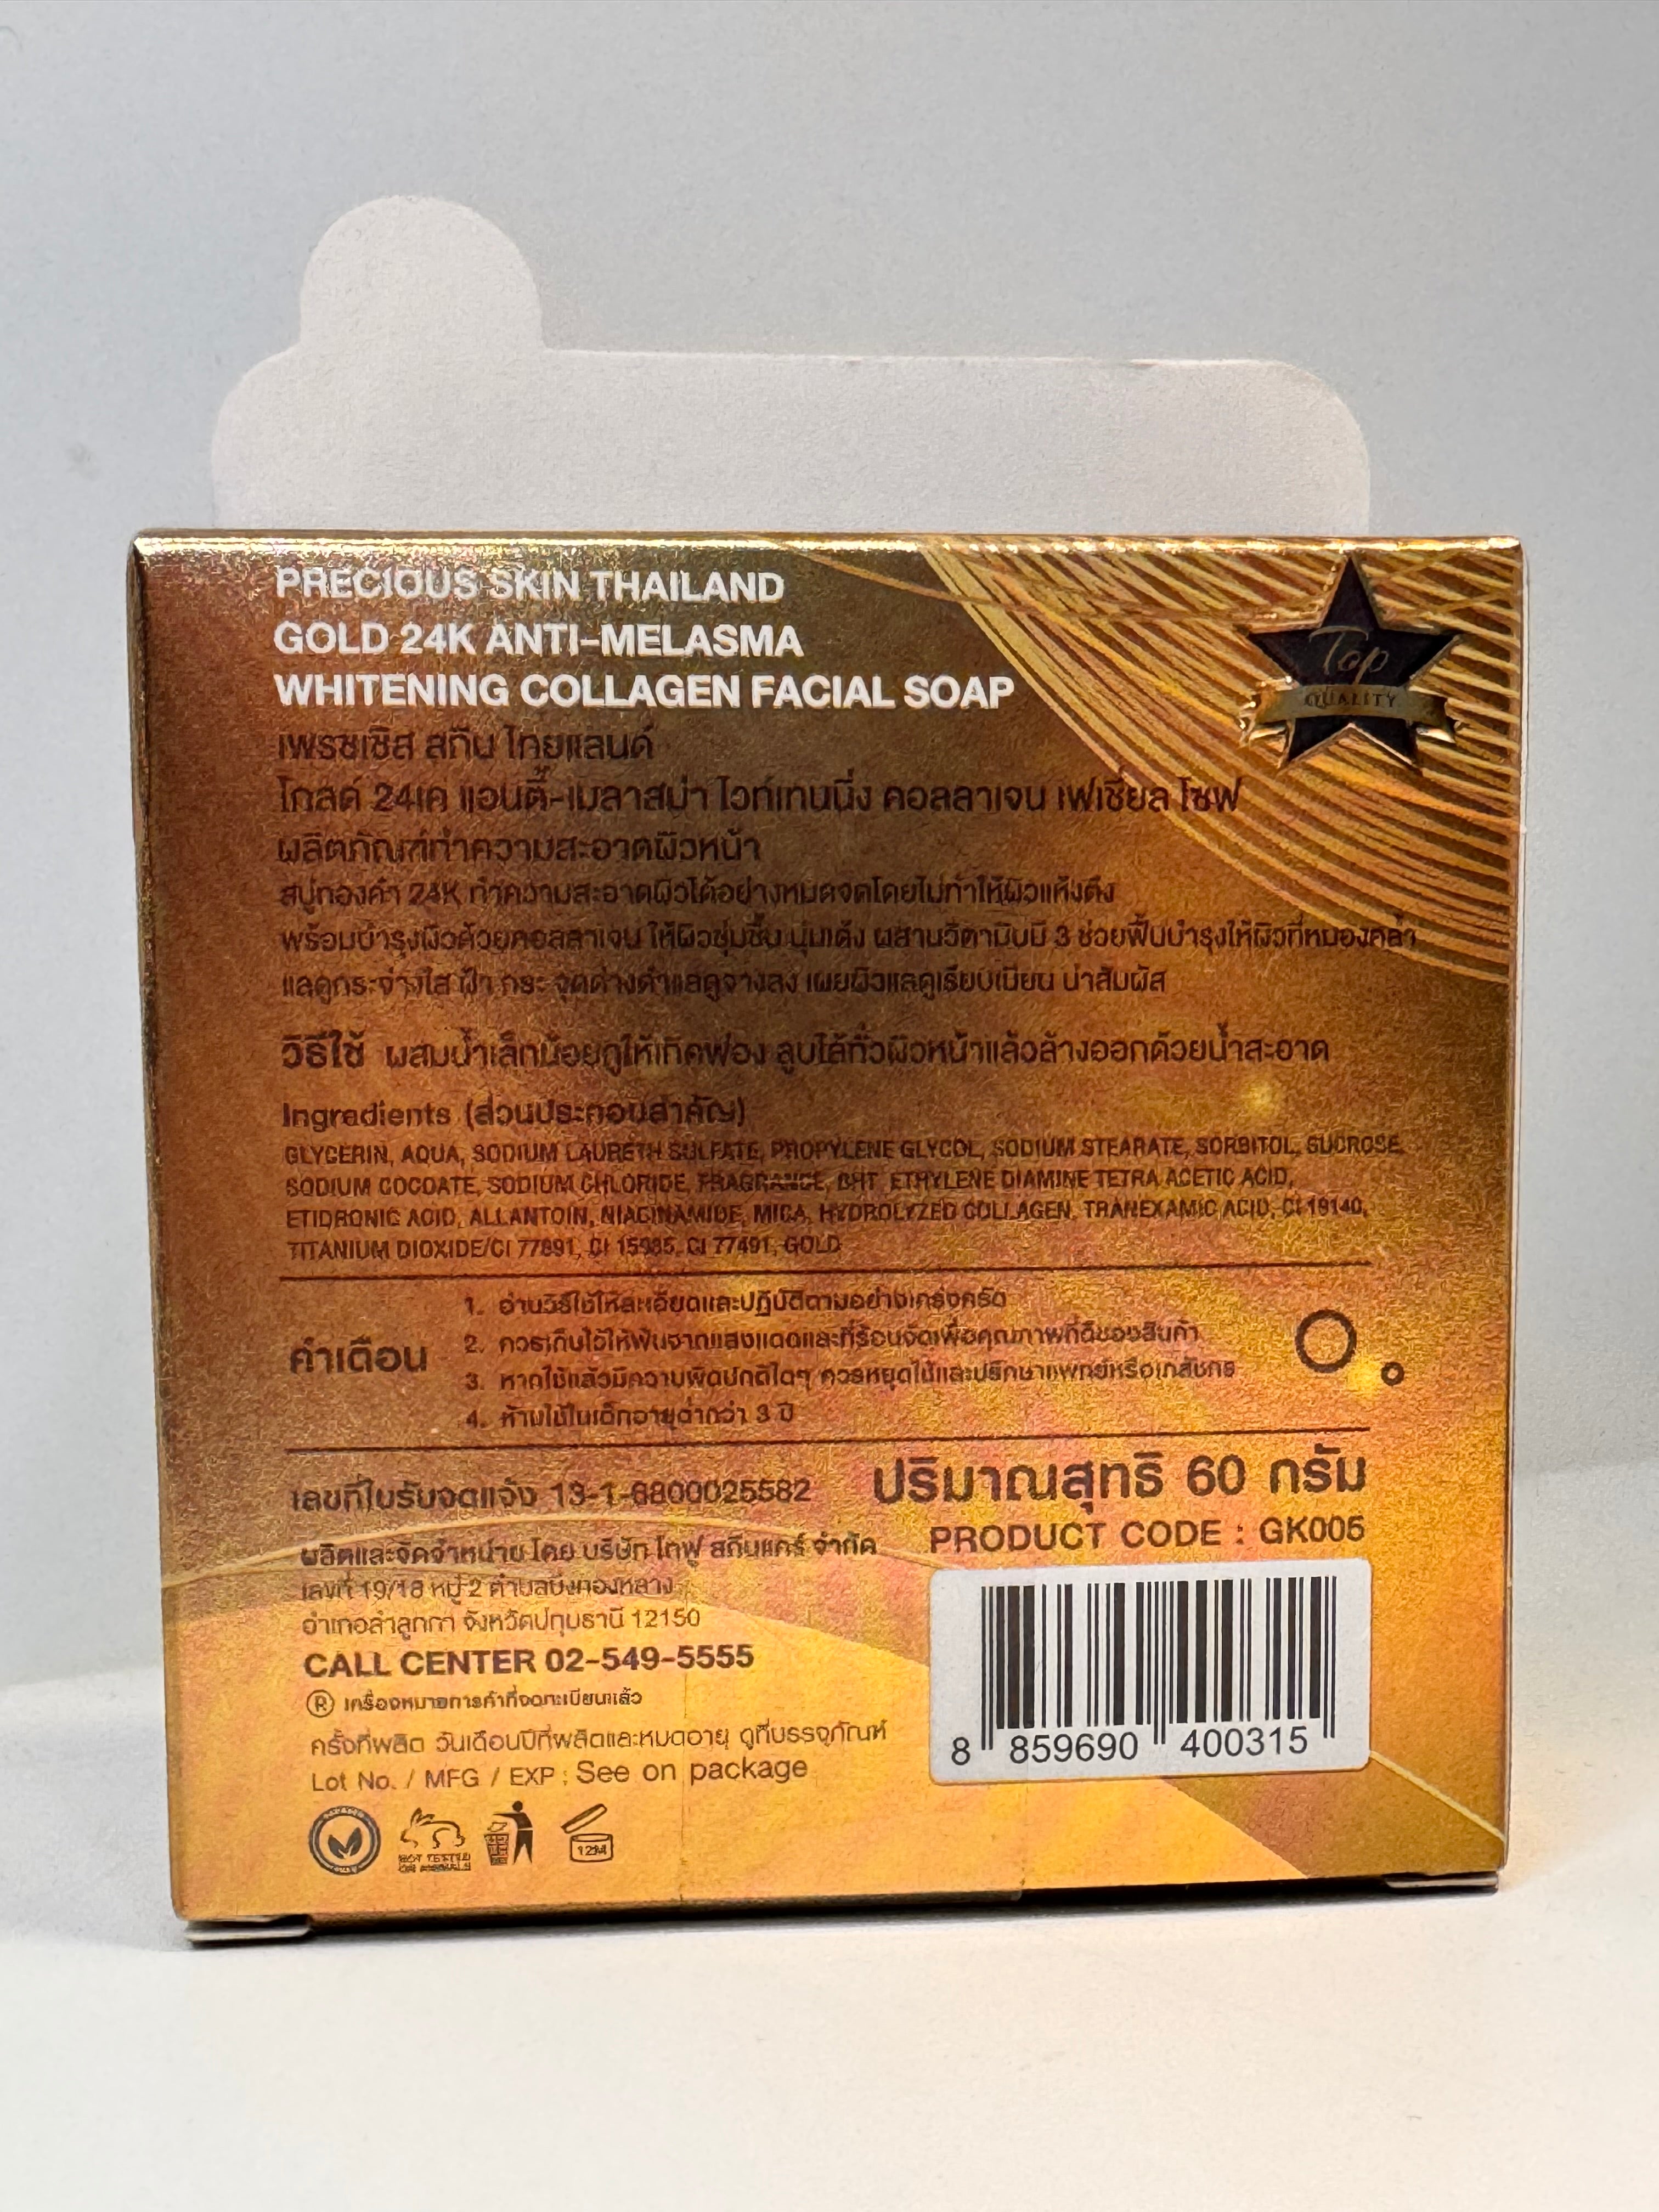 PRECIOUS SKIN THAILAND
GOLD 24K ANTI-MELASMA
WHITENING COLLAGEN FACIAL SOAP
Top
QUALITY
เพรชเชิส สกิน ไทยแลนด์
โกลด์ 24เค แอนตี้-เมลาสม่า ไวท์เทนนิ่ง คอลลาเจน เฟเชี่ยล โซฟ
ผลิตภัณฑ์ทำความสะอาดผิวหน้า
สบู่ทองคำ 24K ทำความสะอาดผิวได้อย่างหมดจดโดยไม่ทำให้ผิวแห้งตึง
พร้อมบำรุงผิวด้วยคอลลาเจน ให้ผิวชุ่มชื้น นุ่มเด้ง ผสานวิตามินบี 3 ช่วยฟื้นบำรุงให้ผิวที่หมองคล้ำ
แลดูกระจ่างใส ฝ้า กระ จุดด่างดำแลดูจางลง เผยผิวแลดูเรียบเนียน น่าสัมผัส
วิธีใช้ ผสมน้ำเล็กน้อยถูให้เกิดฟอง ลูบไล้ทั่วผิวหน้าแล้วล้างออกด้วยน้ำสะอาด
Ingredients (ส่วนประกอบสำคัญ)
GLYCERIN, AQUA, SODIUM LAURETH SULFATE, PROPYLENE GLYCOL, SODIUM STEARATE, SORBITOL, SUCROSE,
SODIUM COCOATE, SODIUM CHLORIDE, FRAGRANCE, BHT, ETHYLENE DIAMINE TETRA ACETIC ACID,
ETIDRONIC ACID, ALLANTOIN, NIACINAMIDE, MICA, HYDROLYZED COLLAGEN, TRANEXAMIC ACID, CI 19140,
TITANIUM DIOXIDE/CI 77891, CI 15985, CI 77491, GOLD
คำเตือน
1. อ่านวิธีใช้ให้ละเอียดและปฏิบัติตามอย่างเคร่งครัด
2. ควรเก็บไว้ให้พ้นจากแสงแดดและที่ร้อนจัดเพื่อคุณภาพที่ดีของสินค้า
3. หากใช้แล้วมีความผิดปกติใดๆ ควรหยุดใช้และปรึกษาแพทย์หรือเภสัชกร
4. ห้ามใช้ในเด็กอายุต่ำกว่า 3 ปี
เลขที่ใบรับจดแจ้ง 13-1-6800025582
ปริมาณสุทธิ 60 กรัม
PRODUCT CODE : GK005
ผลิตและจัดจำหน่าย โดย บริษัท โกฟู สกินแคร์ จำกัด
เลขที่ 19/18 หมู่ 2 ตำบลบึงทองหลาง
อำเภอลำลูกกา จังหวัดปทุมธานี 12150
CALL CENTER 02-549-5555
® เครื่องหมายการค้าที่จดทะเบียนแล้ว
ครั้งที่ผลิต วันเดือนปีที่ผลิตและหมดอายุ ดูที่บรรจุภัณฑ์
Lot No. / MFG / EXP : See on package
8 859690 400315
NOT TESTED
ON ANIMALS
12M